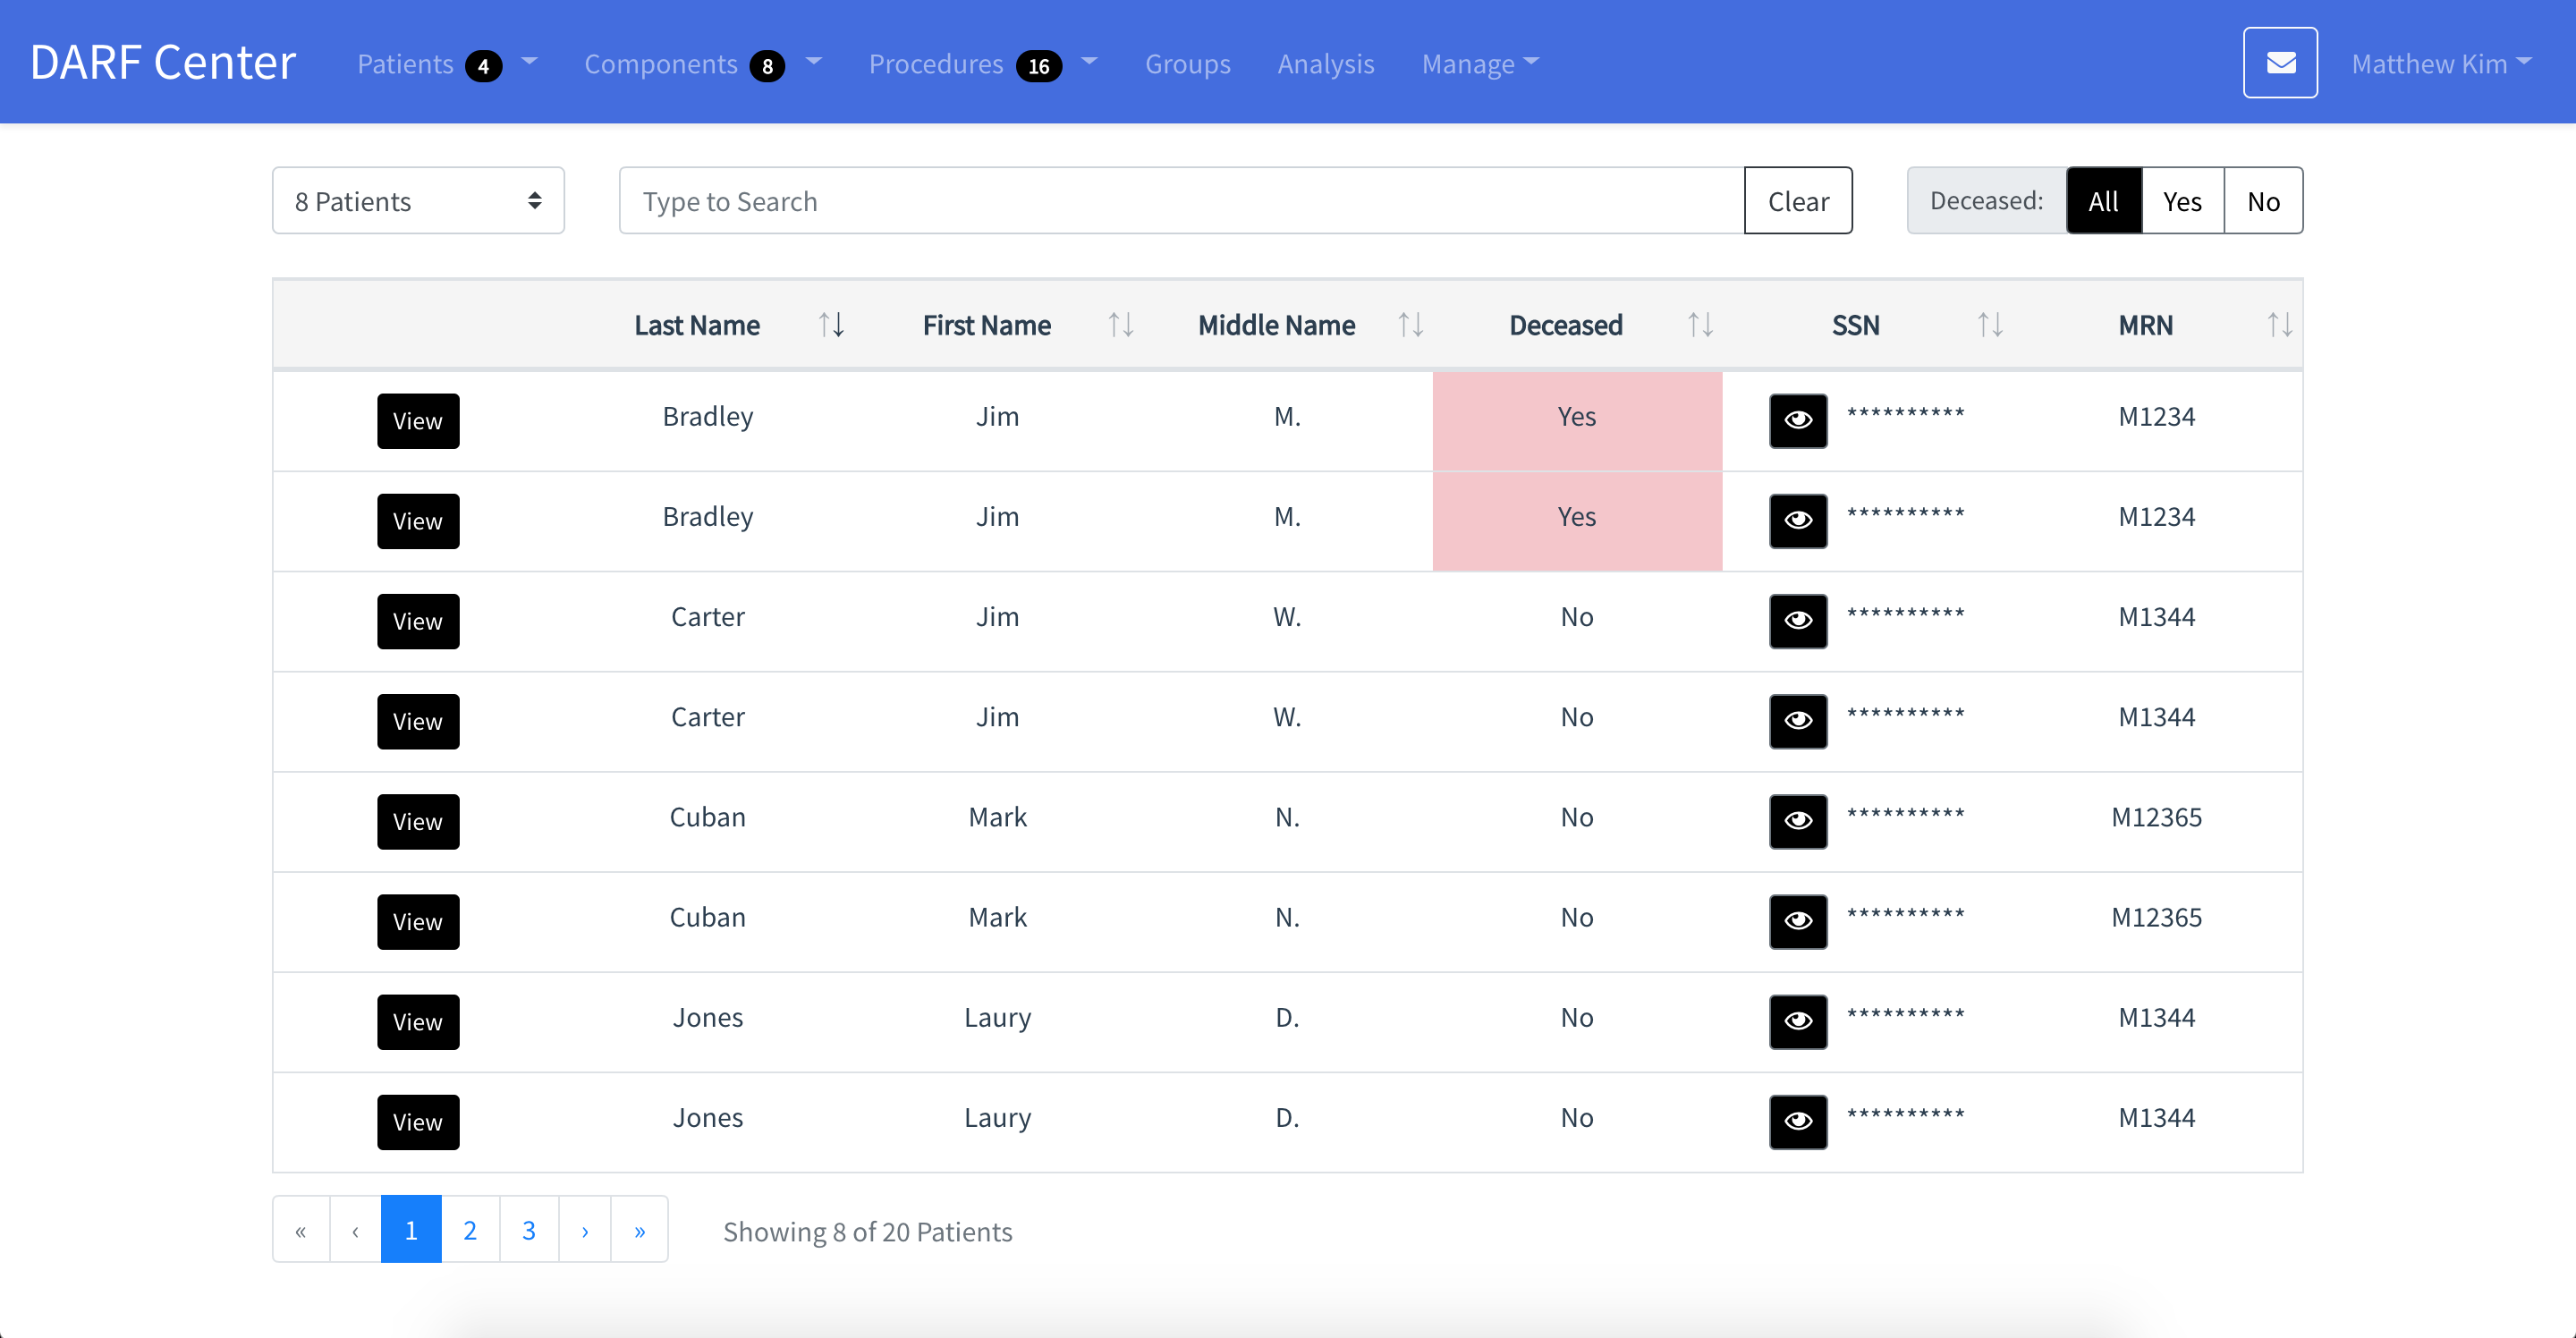 DARF Center Patients 4 Components 8 Procedures 16 Groups Analysis Manage Matthew Kim
8 Patients Type to Search Clear Deceased: All Yes No
Last Name First Name Middle Name Deceased SSN MRN
View Bradley Jim M. Yes ********** M1234
View Bradley Jim M. Yes ********** M1234
View Carter Jim W. No ********** M1344
View Carter Jim W. No ********** M1344
View Cuban Mark N. No ********** M12365
View Cuban Mark N. No ********** M12365
View Jones Laury D. No ********** M1344
View Jones Laury D. No ********** M1344
« ‹ 1 2 3 › » Showing 8 of 20 Patients